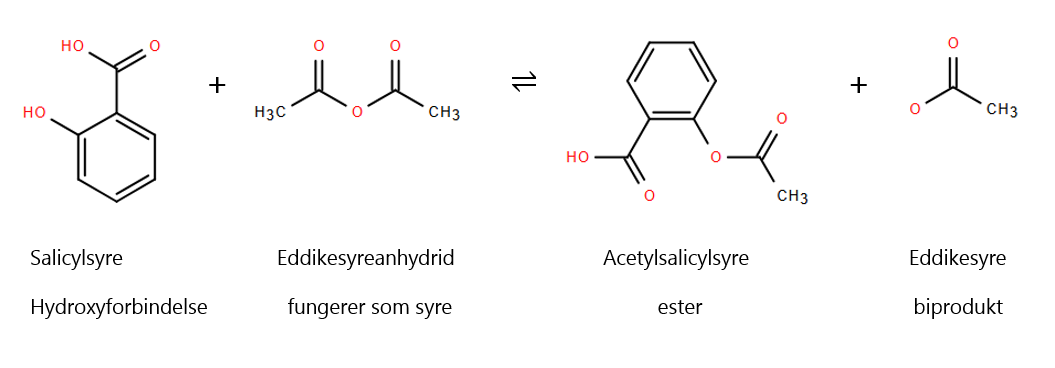 HO O
HO
+
O O
H3C O CH3
⇌
O
HO O
O
CH3
+
O
O CH3
Salicylsyre Eddikesyreanhydrid Acetylsalicylsyre Eddikesyre
Hydroxyforbindelse fungerer som syre ester biprodukt